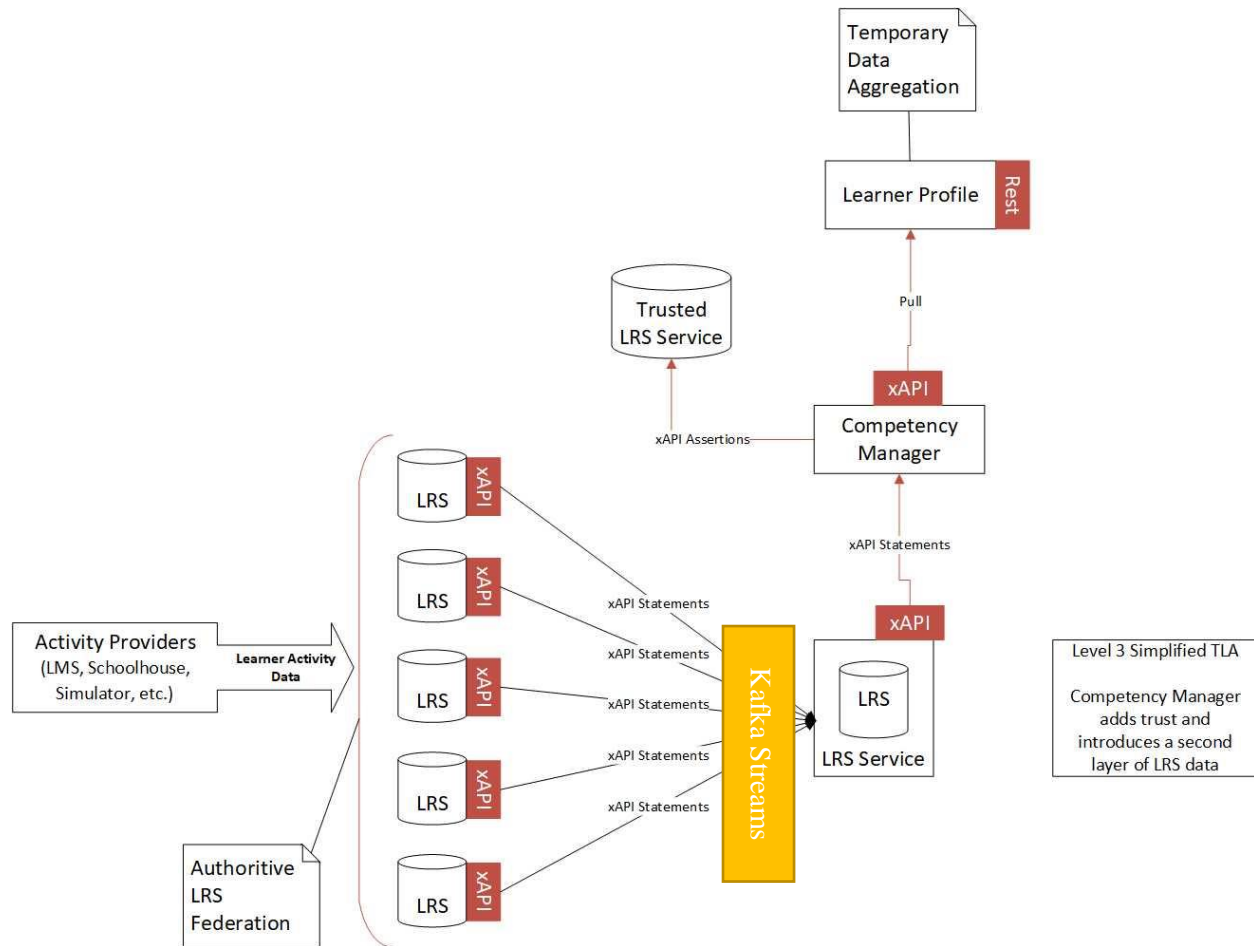 Temporary
Data
Aggregation
Learner Profile
Rest
Pull
Trusted
LRS Service
xAPI
Competency
Manager
xAPI Assertions
xAPI Statements
LRS
xAPI
LRS
xAPI
LRS
xAPI
LRS
xAPI
LRS
xAPI
xAPI Statements
xAPI Statements
xAPI Statements
xAPI Statements
xAPI Statements
Activity Providers
(LMS, Schoolhouse,
Simulator, etc.)
Learner Activity
Data
Kafka Streams
xAPI
LRS
LRS Service
Level 3 Simplified TLA
Competency Manager
adds trust and
introduces a second
layer of LRS data
Authoritive
LRS
Federation